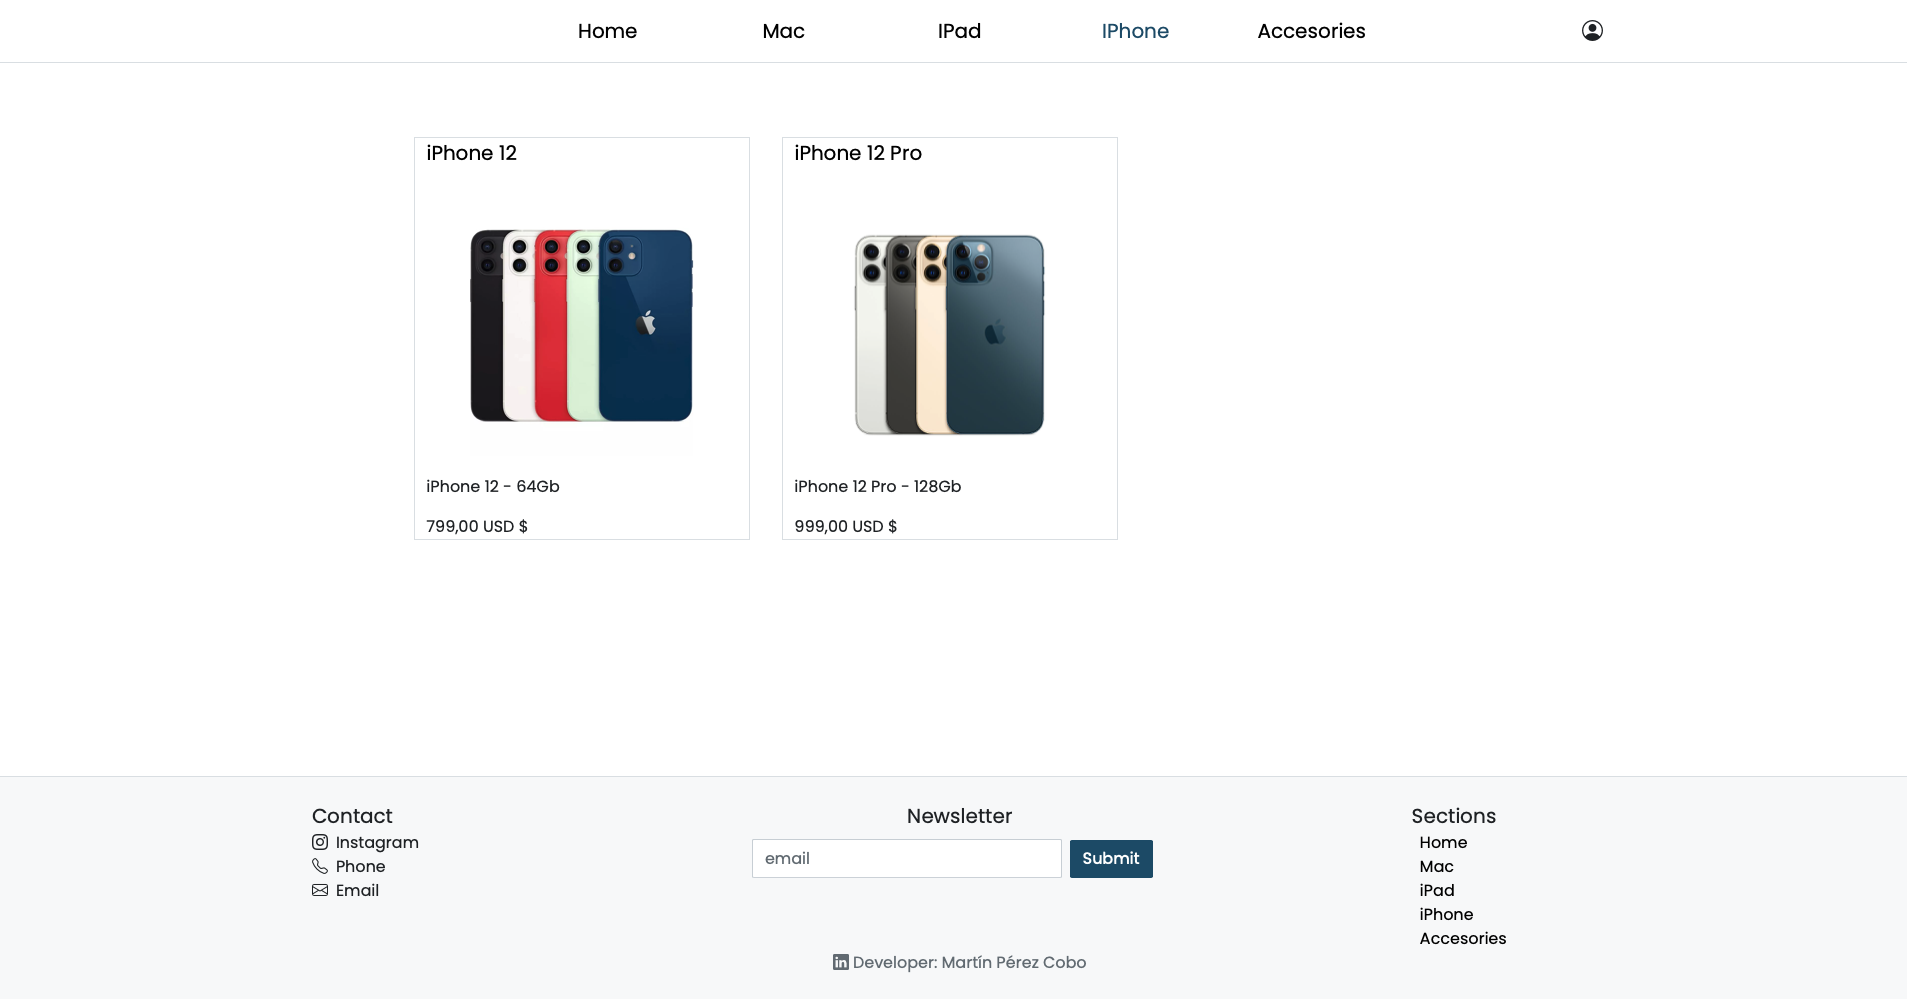 Home Mac IPad IPhone Accesories
iPhone 12
iPhone 12 - 64Gb
799,00 USD $
iPhone 12 Pro
iPhone 12 Pro - 128Gb
999,00 USD $
Contact
Instagram
Phone
Email
Newsletter
email Submit
Sections
Home
Mac
iPad
iPhone
Accesories
Developer: Martín Pérez Cobo